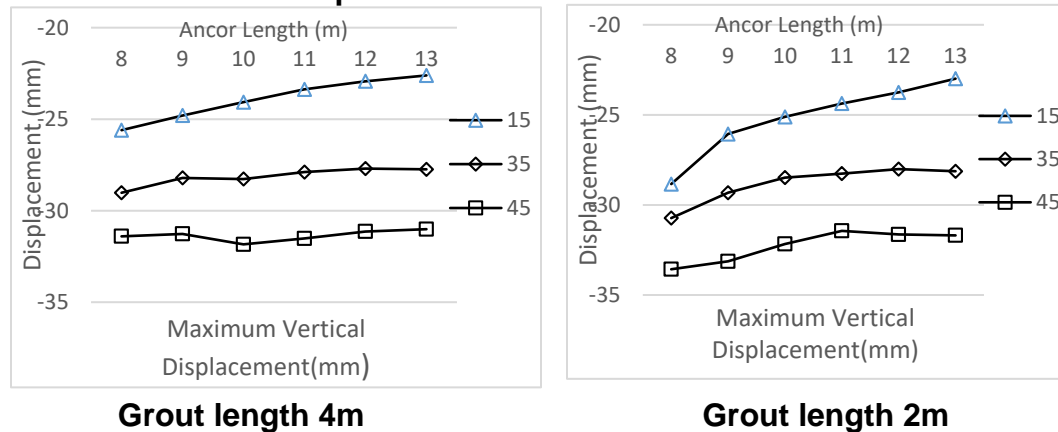 -20
Ancor Length (m)
8 9 10 11 12 13
-25
-30
-35
Displacement (mm)
15
35
45
Maximum Vertical
Displacement(mm)
Grout length 4m
-20
Ancor Length (m)
8 9 10 11 12 13
-25
-30
-35
Displacement (mm)
15
35
45
Maximum Vertical
Displacement(mm)
Grout length 2m